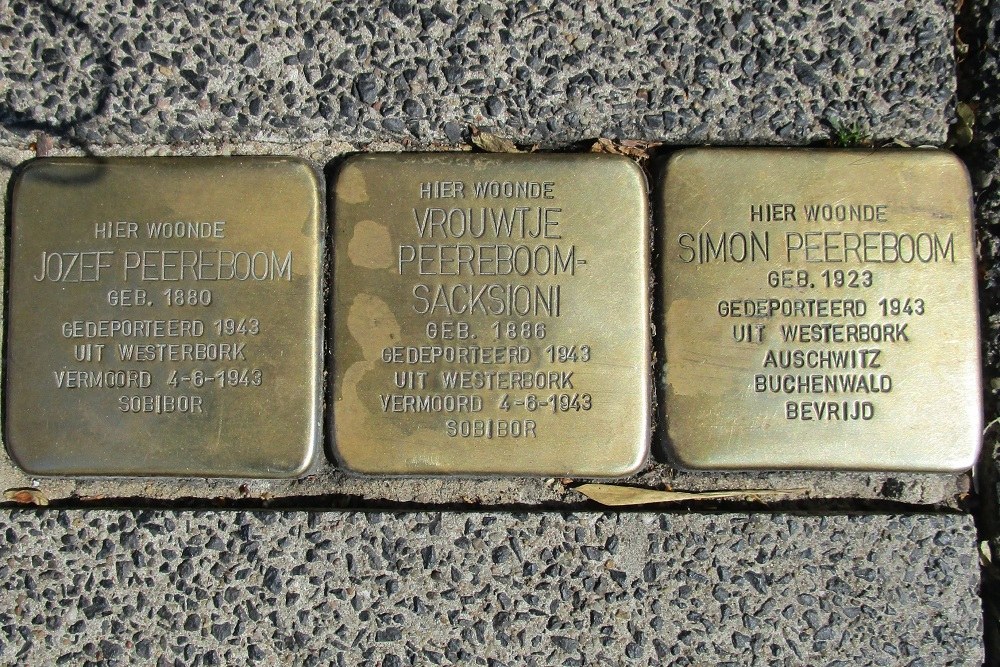 HIER WOONDE
JOZEF PEEREBOOM
GEB. 1880
GEDEPORTEERD 1943
UIT WESTERBORK
VERMOORD 4-6-1943
SOBIBOR
HIER WOONDE
VROUWTJE
PEEREBOOM-
SACKSIONI
GEB. 1886
GEDEPORTEERD 1943
UIT WESTERBORK
VERMOORD 4-6-1943
SOBIBOR
HIER WOONDE
SIMON PEEREBOOM
GEB. 1923
GEDEPORTEERD 1943
UIT WESTERBORK
AUSCHWITZ
BUCHENWALD
BEVRIJD